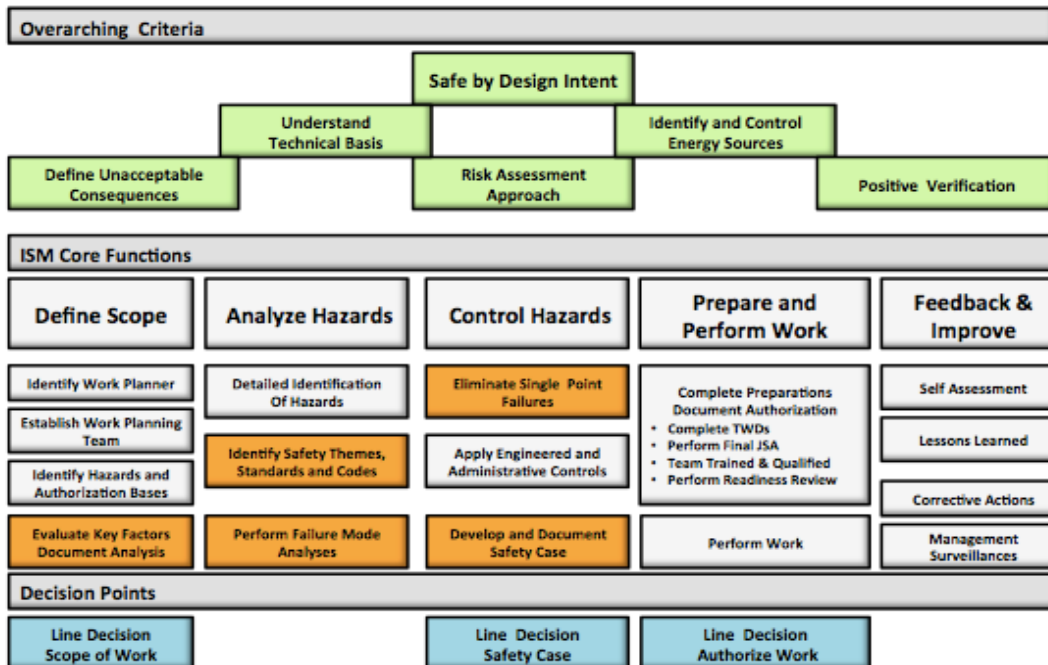 Overarching Criteria
Safe by Design Intent
Understand
Technical Basis
Identify and Control
Energy Sources
Define Unacceptable
Consequences
Risk Assessment
Approach
Positive Verification
ISM Core Functions
Define Scope
Analyze Hazards
Control Hazards
Prepare and
Perform Work
Feedback &
Improve
Identify Work Planner
Establish Work Planning
Team
Identify Hazards and
Authorization Bases
Evaluate Key Factors
Document Analysis
Detailed Identification
Of Hazards
Identify Safety Themes,
Standards and Codes
Perform Failure Mode
Analyses
Eliminate Single Point
Failures
Apply Engineered and
Administrative Controls
Develop and Document
Safety Case
Complete Preparations
Document Authorization
• Complete TWDs
• Perform Final JSA
• Team Trained & Qualified
• Perform Readiness Review
Perform Work
Self Assessment
Lessons Learned
Corrective Actions
Management
Surveillances
Decision Points
Line Decision
Scope of Work
Line Decision
Safety Case
Line Decision
Authorize Work